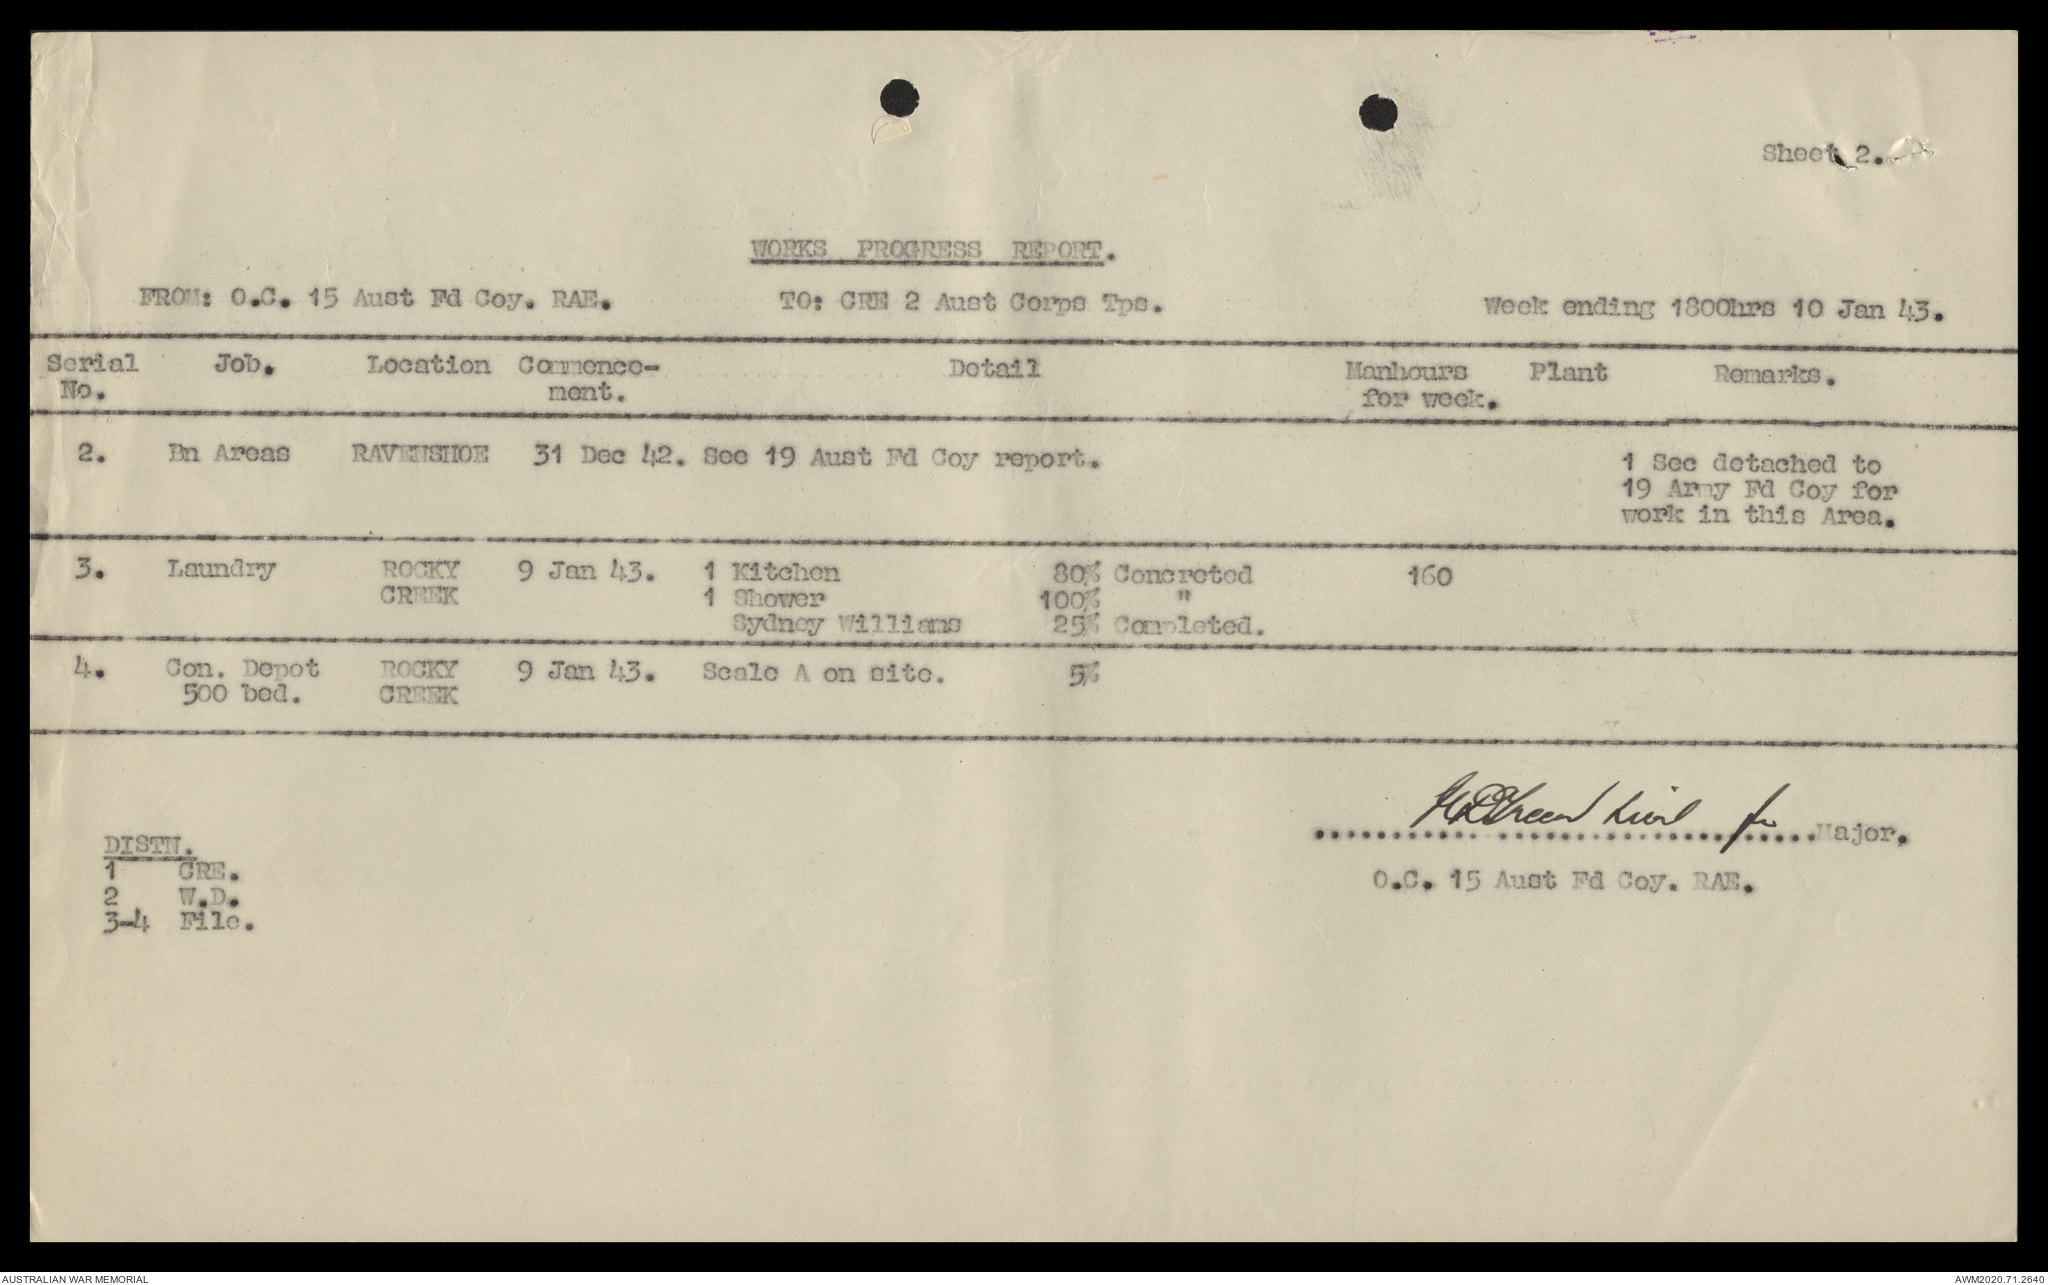 Sheet 2.
WORKS PROGRESS REPORT.
FROM: O.C. 15 Aust Fd Coy. RAE. TO: CRE 2 Aust Corps Tps. Week ending 1800hrs 10 Jan 43.
Serial Job. Location Commence- Detail Manhours Plant Remarks.
No. ment. for week.
2. Bn Areas RAVENSHOE 31 Dec 42. See 19 Aust Fd Coy report. 1 Sec detached to
19 Army Fd Coy for
work in this Area.
3. Laundry ROCKY 9 Jan 43. 1 Kitchen 80% Concreted 160
CREEK 1 Shower 100% "
Sydney Williams 25% Completed.
4. Con. Depot ROCKY 9 Jan 43. Scale A on site. 5%
500 bed. CREEK
for Major.
O.C. 15 Aust Fd Coy. RAE.
DISTN.
1 CRE.
2 W.D.
3-4 File.
AUSTRALIAN WAR MEMORIAL AWM2020.71.2640